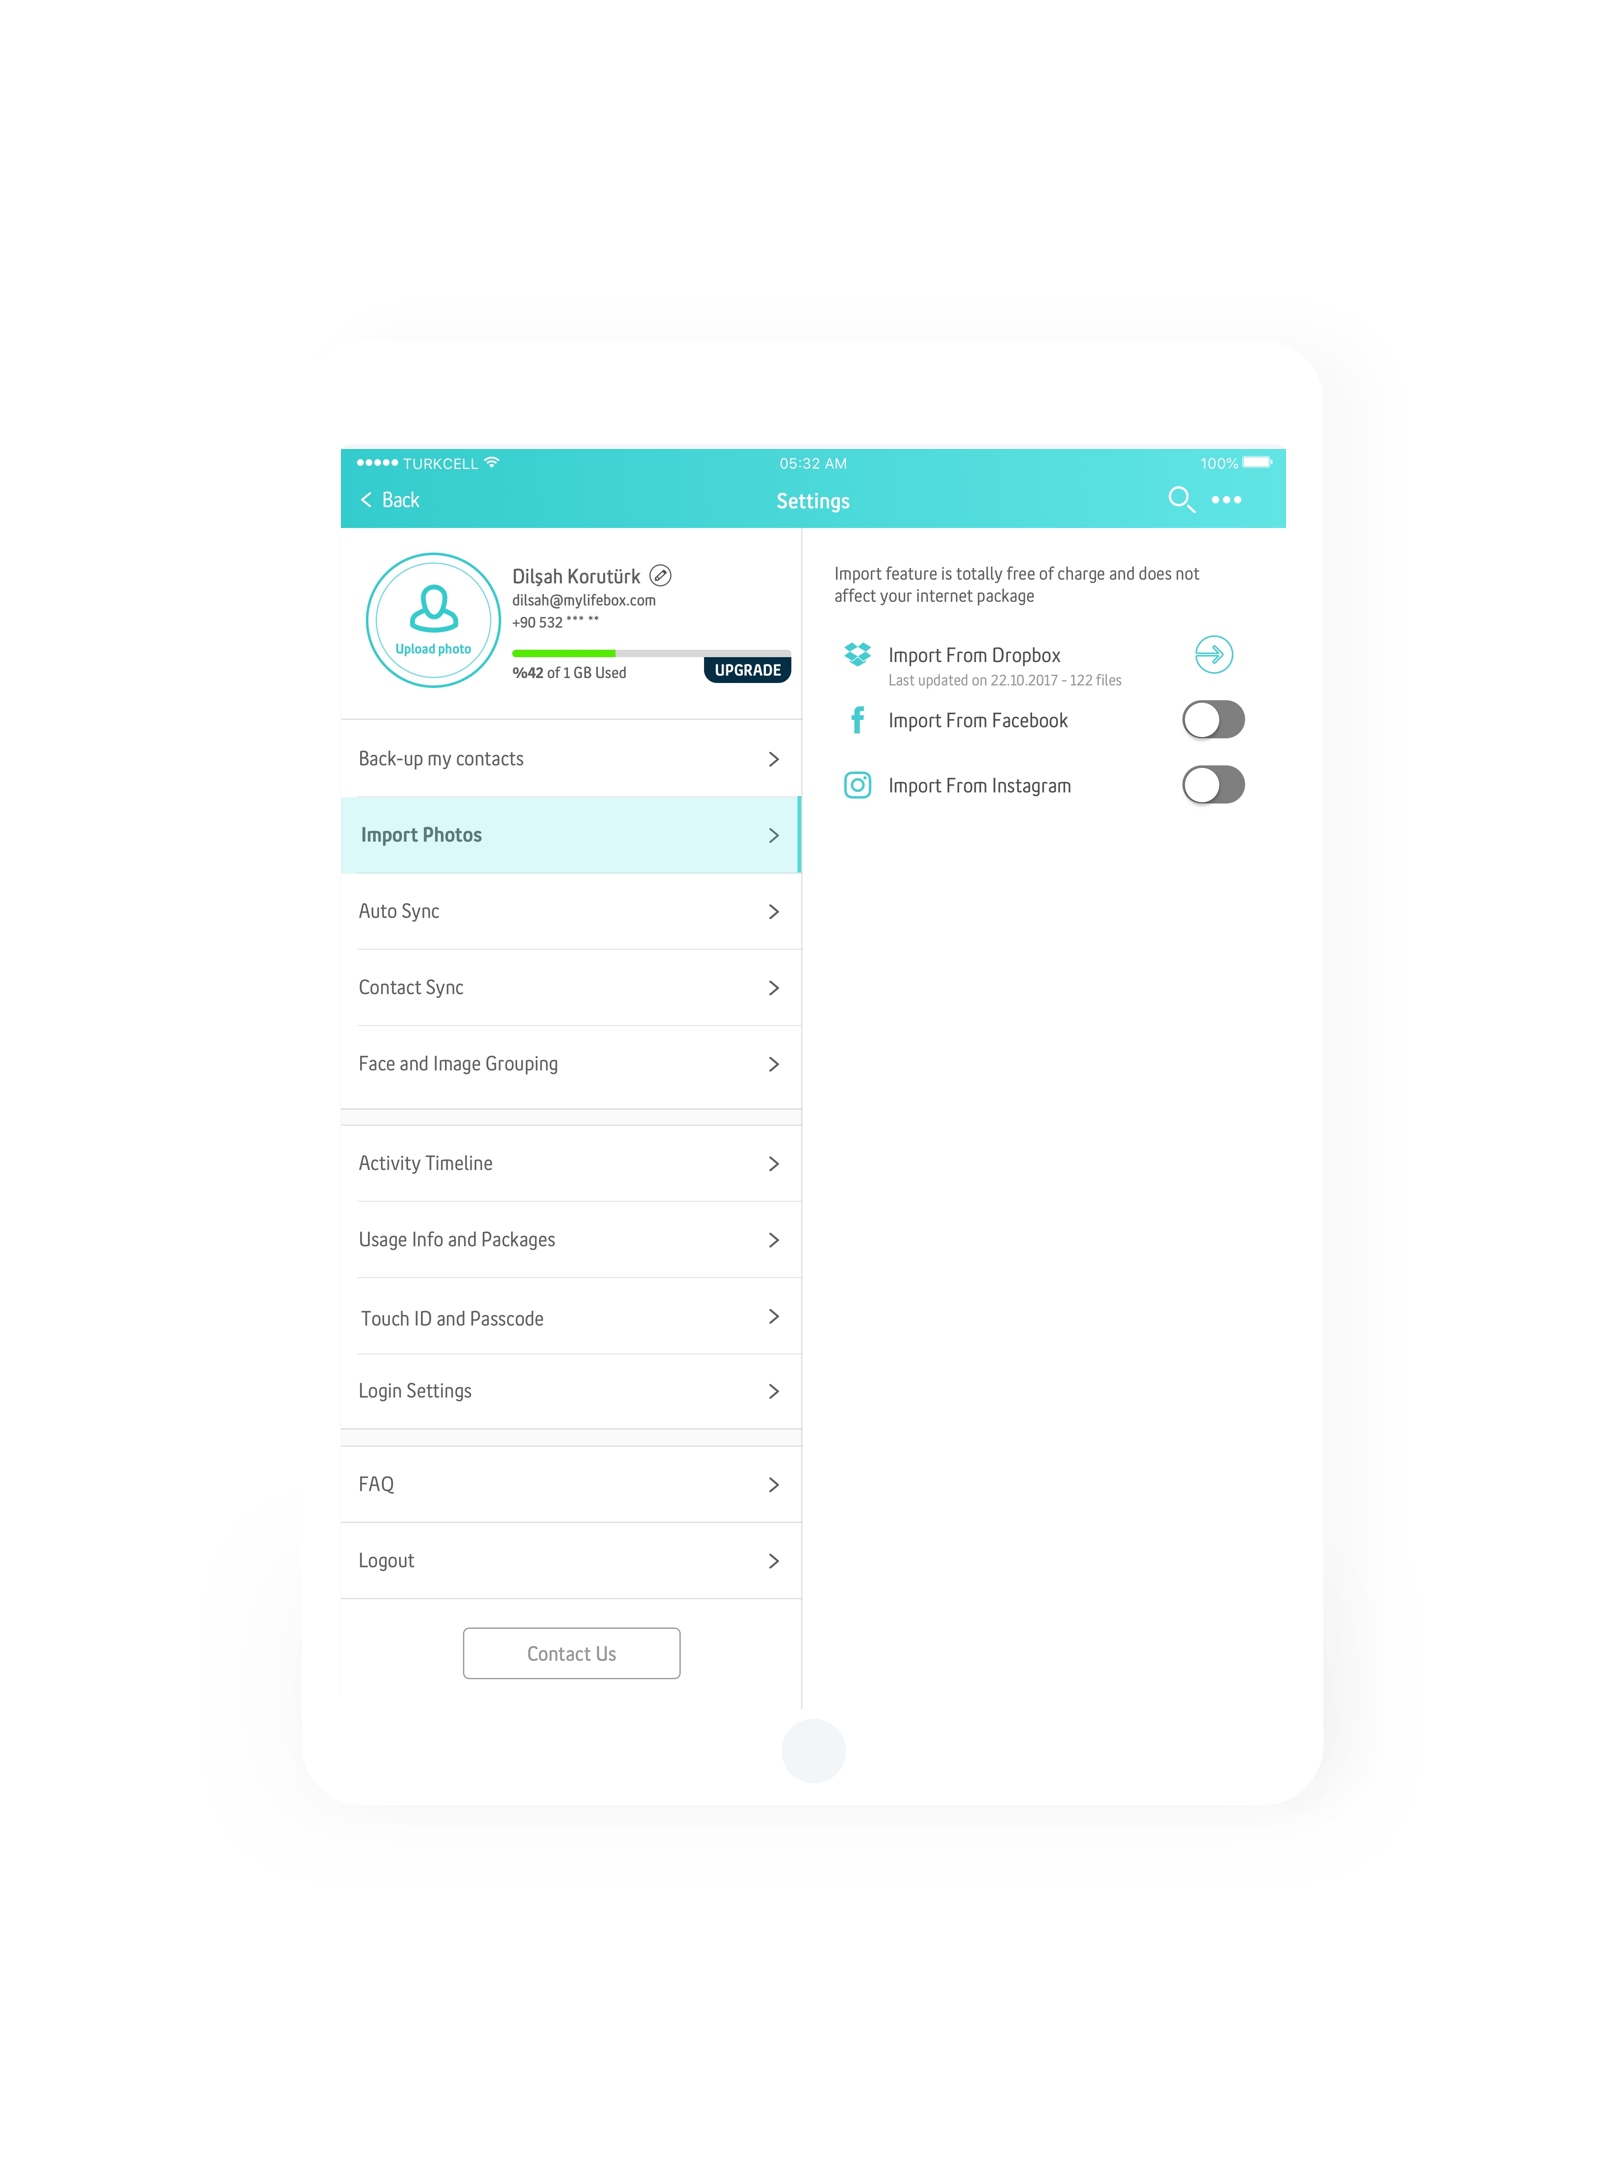 TURKCELL 05:32 AM 100%
Back Settings
Dilşah Korutürk
dilsah@mylifebox.com
+90 532 *** **
Upload photo
%42 of 1 GB Used
UPGRADE
Back-up my contacts
Import Photos
Auto Sync
Contact Sync
Face and Image Grouping
Activity Timeline
Usage Info and Packages
Touch ID and Passcode
Login Settings
FAQ
Logout
Contact Us
Import feature is totally free of charge and does not
affect your internet package
Import From Dropbox
Last updated on 22.10.2017 - 122 files
Import From Facebook
Import From Instagram